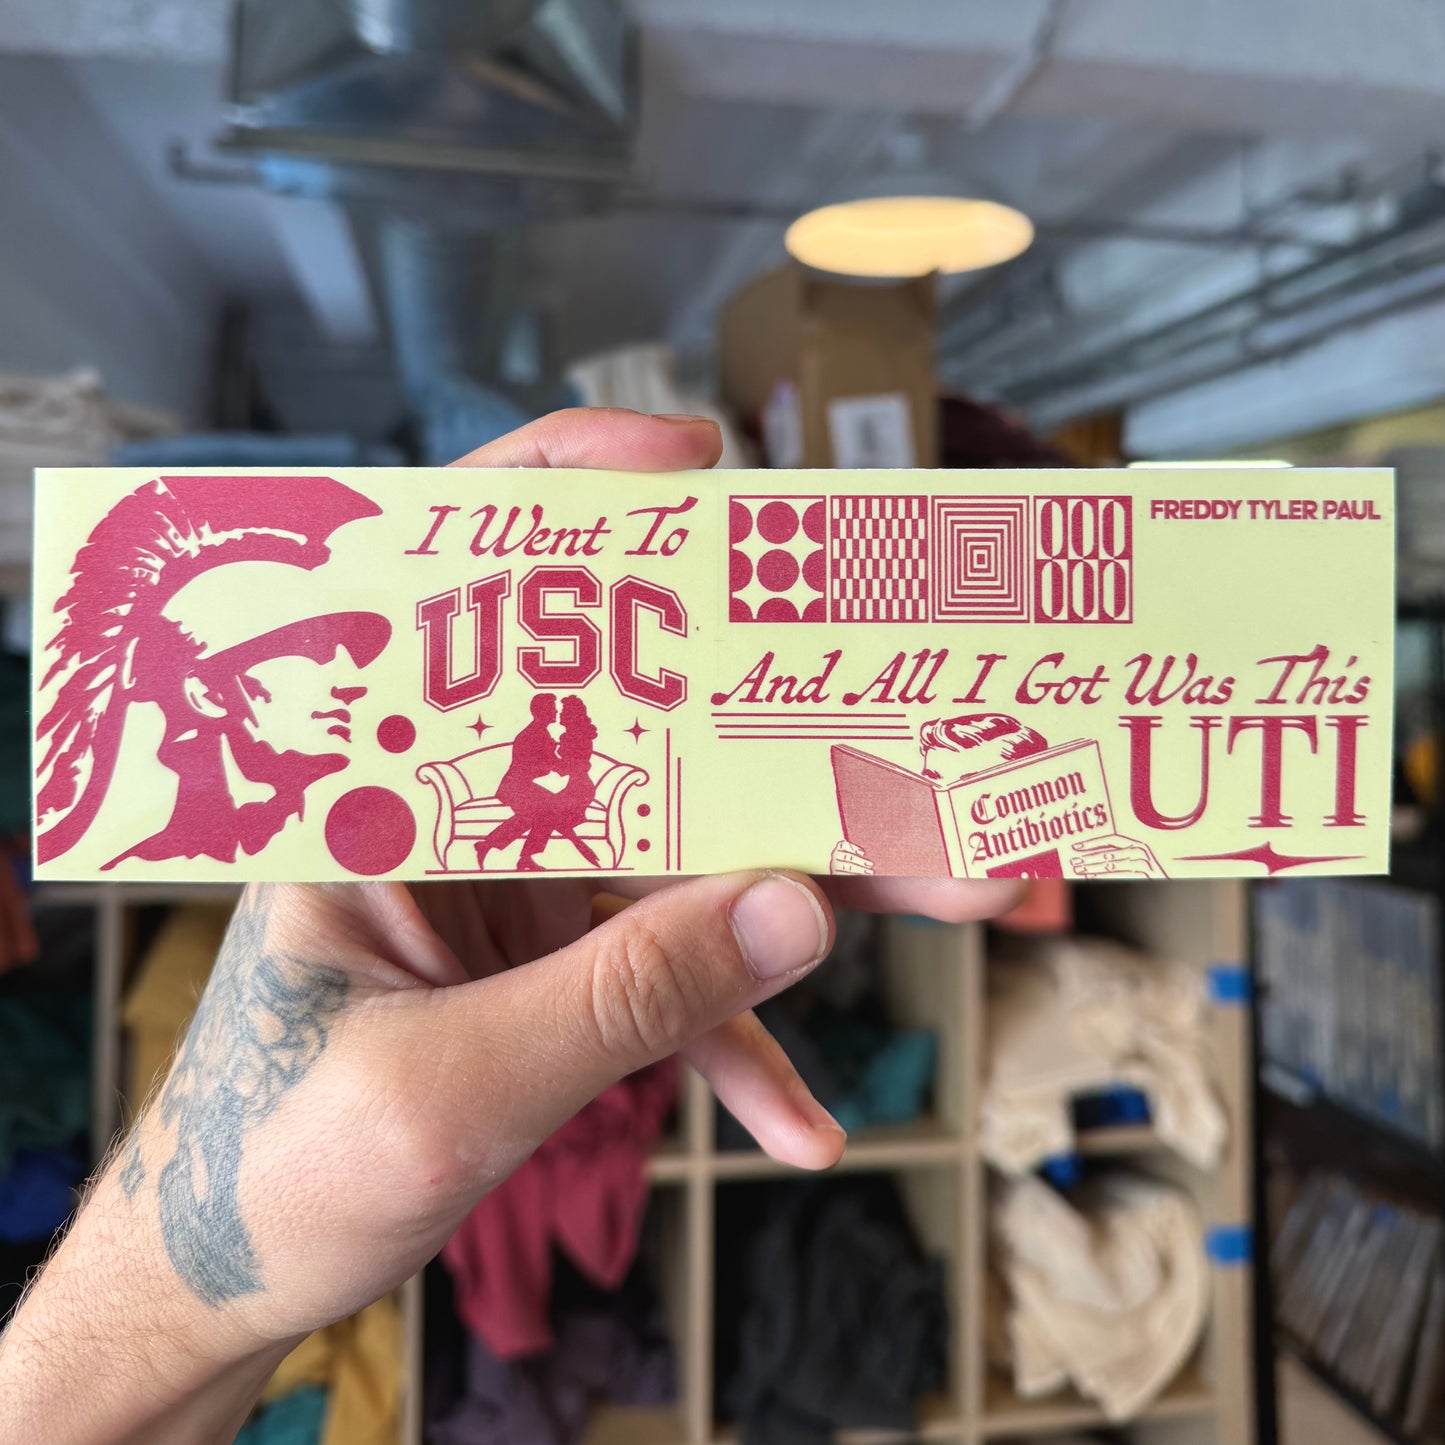 I Went To
USC
FREDDY TYLER PAUL
And All I Got Was This
UTI
Common
Antibiotics